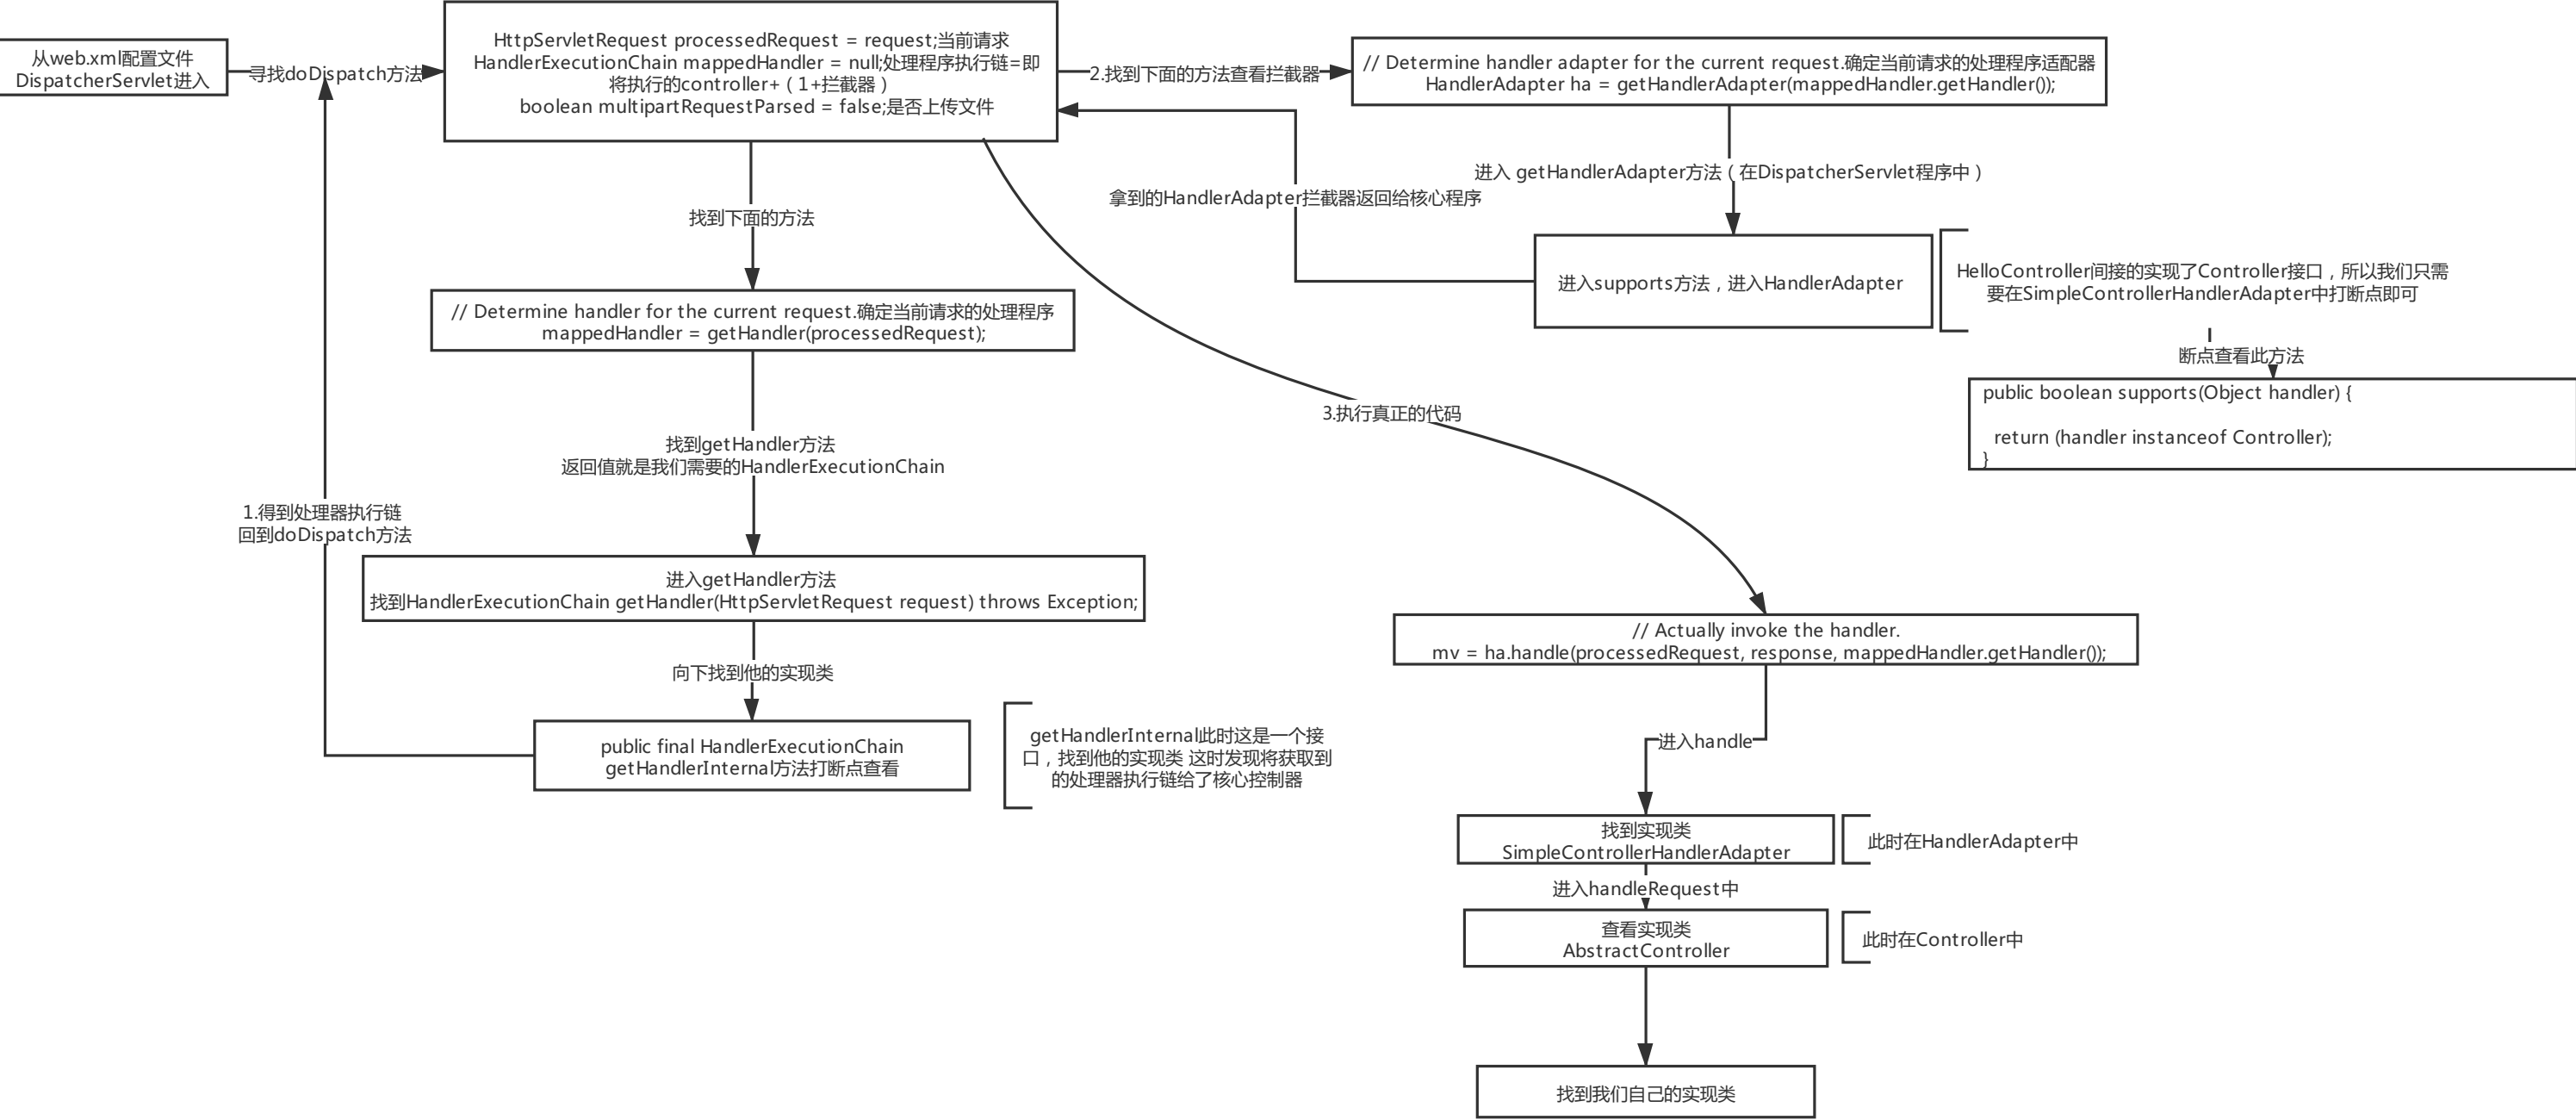 从web.xml配置文件
DispatcherServlet进入
寻找doDispatch方法
HttpServletRequest processedRequest = request;当前请求
HandlerExecutionChain mappedHandler = null;处理程序执行链=即
将执行的controller+（1+拦截器）
boolean multipartRequestParsed = false;是否上传文件
2.找到下面的方法查看拦截器
// Determine handler adapter for the current request.确定当前请求的处理程序适配器
HandlerAdapter ha = getHandlerAdapter(mappedHandler.getHandler());
进入 getHandlerAdapter方法（在DispatcherServlet程序中）
拿到的HandlerAdapter拦截器返回给核心程序
找到下面的方法
进入supports方法，进入HandlerAdapter
HelloController间接的实现了Controller接口，所以我们只需
要在SimpleControllerHandlerAdapter中打断点即可
断点查看此方法
public boolean supports(Object handler) {
return (handler instanceof Controller);
}
// Determine handler for the current request.确定当前请求的处理程序
mappedHandler = getHandler(processedRequest);
3.执行真正的代码
找到getHandler方法
返回值就是我们需要的HandlerExecutionChain
1.得到处理器执行链
回到doDispatch方法
进入getHandler方法
找到HandlerExecutionChain getHandler(HttpServletRequest request) throws Exception;
向下找到他的实现类
public final HandlerExecutionChain
getHandlerInternal方法打断点查看
getHandlerInternal此时这是一个接
口，找到他的实现类 这时发现将获取到
的处理器执行链给了核心控制器
// Actually invoke the handler.
mv = ha.handle(processedRequest, response, mappedHandler.getHandler());
进入handle
找到实现类
SimpleControllerHandlerAdapter
此时在HandlerAdapter中
进入handleRequest中
查看实现类
AbstractController
此时在Controller中
找到我们自己的实现类